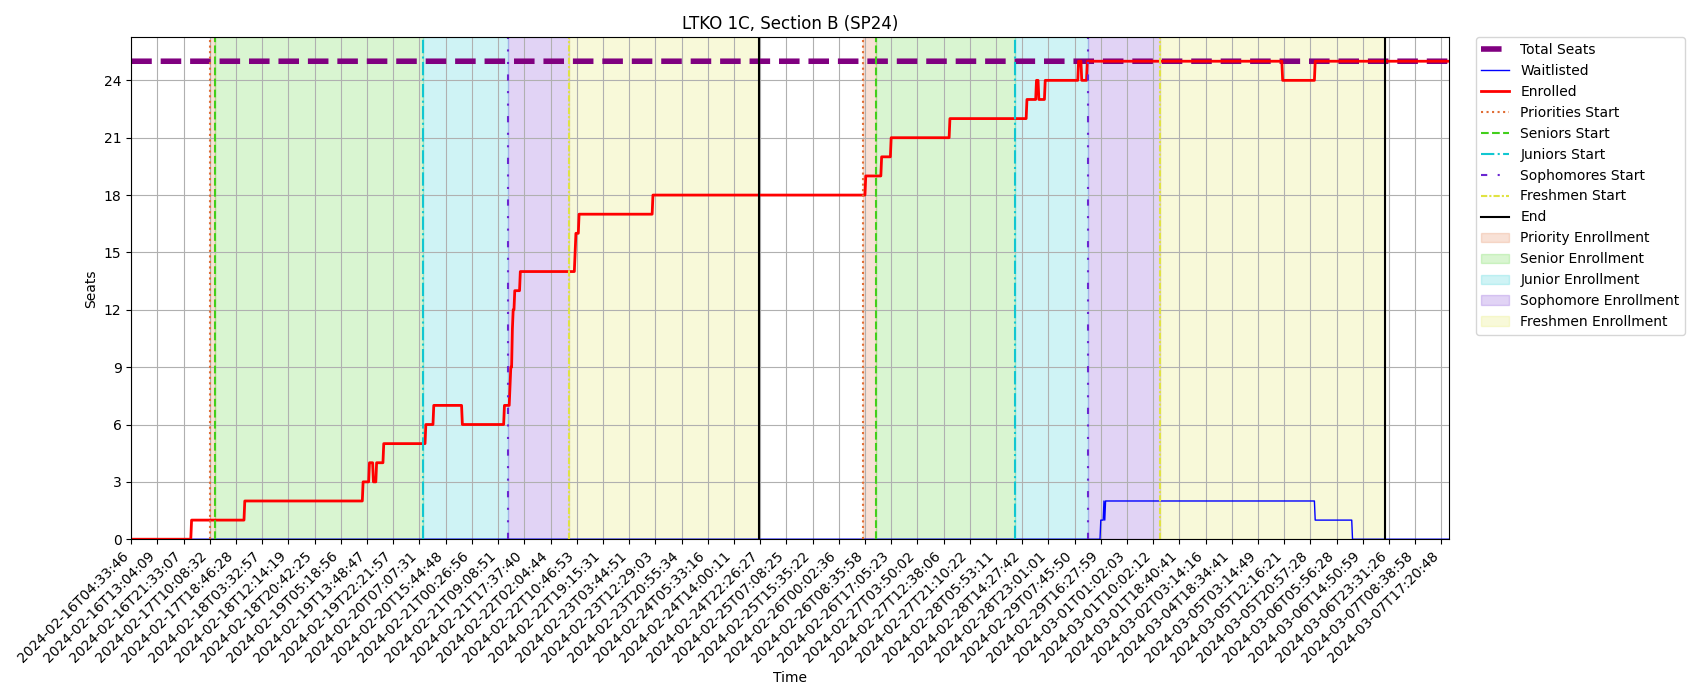 LTKO 1C, Section B (SP24)
Total Seats
Waitlisted
Enrolled
Priorities Start
Seniors Start
Juniors Start
Sophomores Start
Freshmen Start
End
Priority Enrollment
Senior Enrollment
Junior Enrollment
Sophomore Enrollment
Freshmen Enrollment
Seats
24
21
18
15
12
9
6
3
0
2024-02-16T04:33:46
2024-02-16T13:04:09
2024-02-16T21:33:07
2024-02-17T10:08:32
2024-02-17T18:46:28
2024-02-18T03:32:57
2024-02-18T12:14:19
2024-02-18T20:42:25
2024-02-19T05:18:56
2024-02-19T13:48:47
2024-02-19T22:21:57
2024-02-20T07:07:31
2024-02-20T15:44:48
2024-02-21T00:26:56
2024-02-21T09:08:51
2024-02-21T17:37:40
2024-02-22T02:04:44
2024-02-22T10:46:53
2024-02-22T19:15:31
2024-02-23T03:44:51
2024-02-23T12:29:03
2024-02-23T20:55:34
2024-02-24T05:33:16
2024-02-24T14:00:11
2024-02-24T22:26:27
2024-02-25T07:08:25
2024-02-25T15:35:22
2024-02-26T00:02:36
2024-02-26T08:35:58
2024-02-26T17:05:23
2024-02-27T03:50:02
2024-02-27T12:38:06
2024-02-27T21:10:22
2024-02-28T05:53:11
2024-02-28T14:27:42
2024-02-28T23:01:01
2024-02-29T07:45:50
2024-02-29T16:27:59
2024-03-01T01:02:03
2024-03-01T10:02:12
2024-03-01T18:40:41
2024-03-02T03:14:16
2024-03-04T18:34:41
2024-03-05T03:14:49
2024-03-05T12:16:21
2024-03-05T20:57:28
2024-03-06T05:56:28
2024-03-06T14:50:59
2024-03-06T23:31:26
2024-03-07T08:38:58
2024-03-07T17:20:48
Time